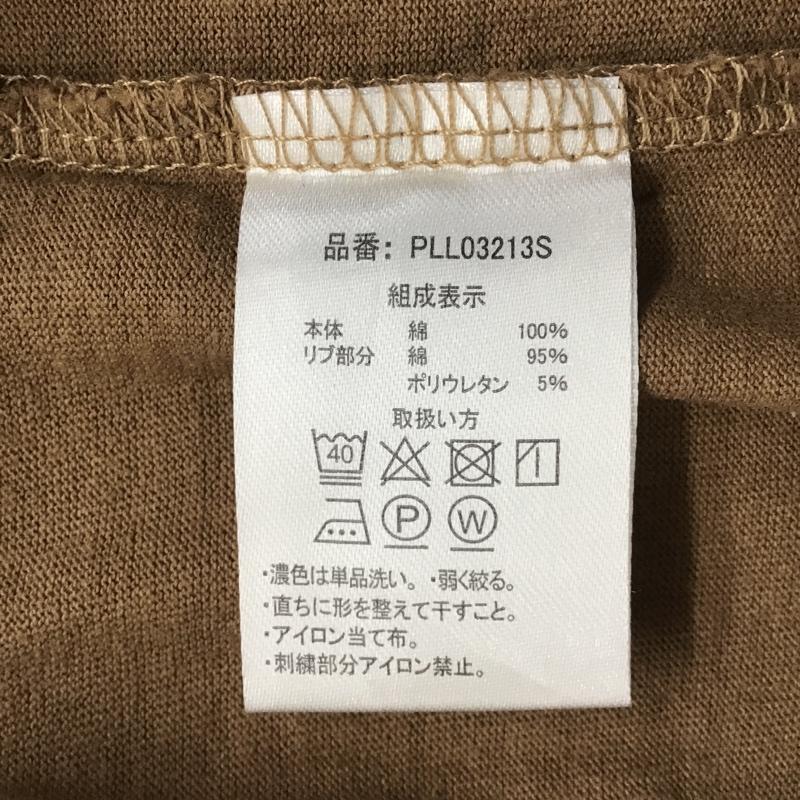 品番: PLL03213S
組成表示
本体 綿 100%
リブ部分 綿 95%
ポリウレタン 5%
取扱い方
40
P W
・濃色は単品洗い。・弱く絞る。
・直ちに形を整えて干すこと。
・アイロン当て布。
・刺繍部分アイロン禁止。